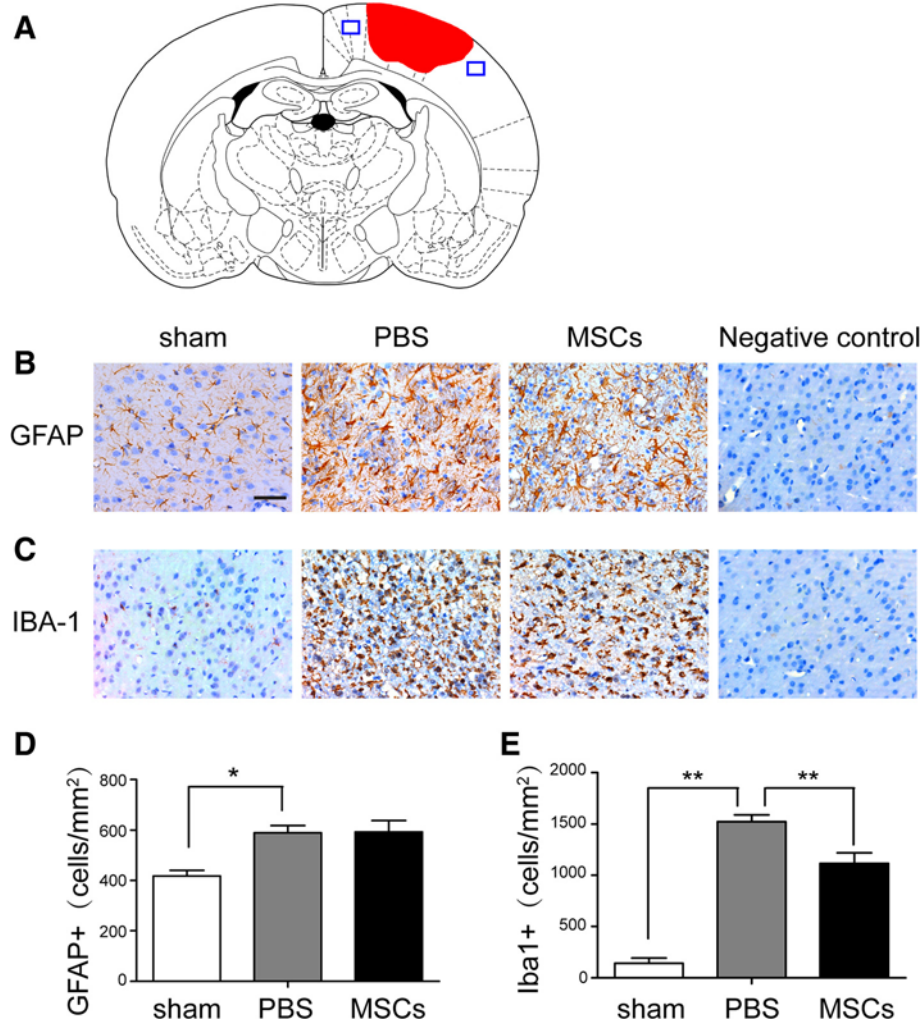 A
sham PBS MSCs Negative control
B
GFAP
C
IBA-1
D
GFAP+ (cells/mm²)
800
600
400
200
0
*
sham PBS MSCs
E
Iba1+ (cells/mm²)
2000
1500
1000
500
0
** **
sham PBS MSCs